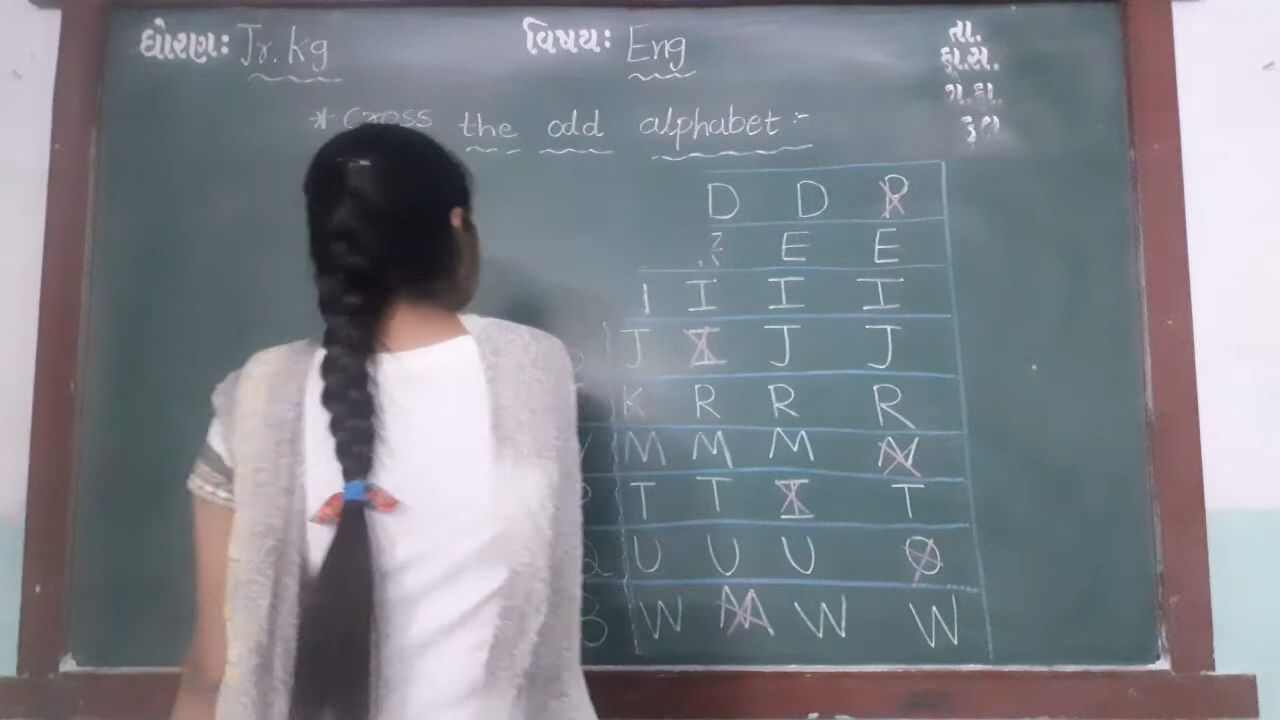 ધોરણઃ Jr.kg વિષયઃ Eng તા.
ફા.સ.
* Cross the odd alphabet :-
D D R
E E
I I I
J I J J
K R R R
M M M N
T T I T
U U U O
W M W W